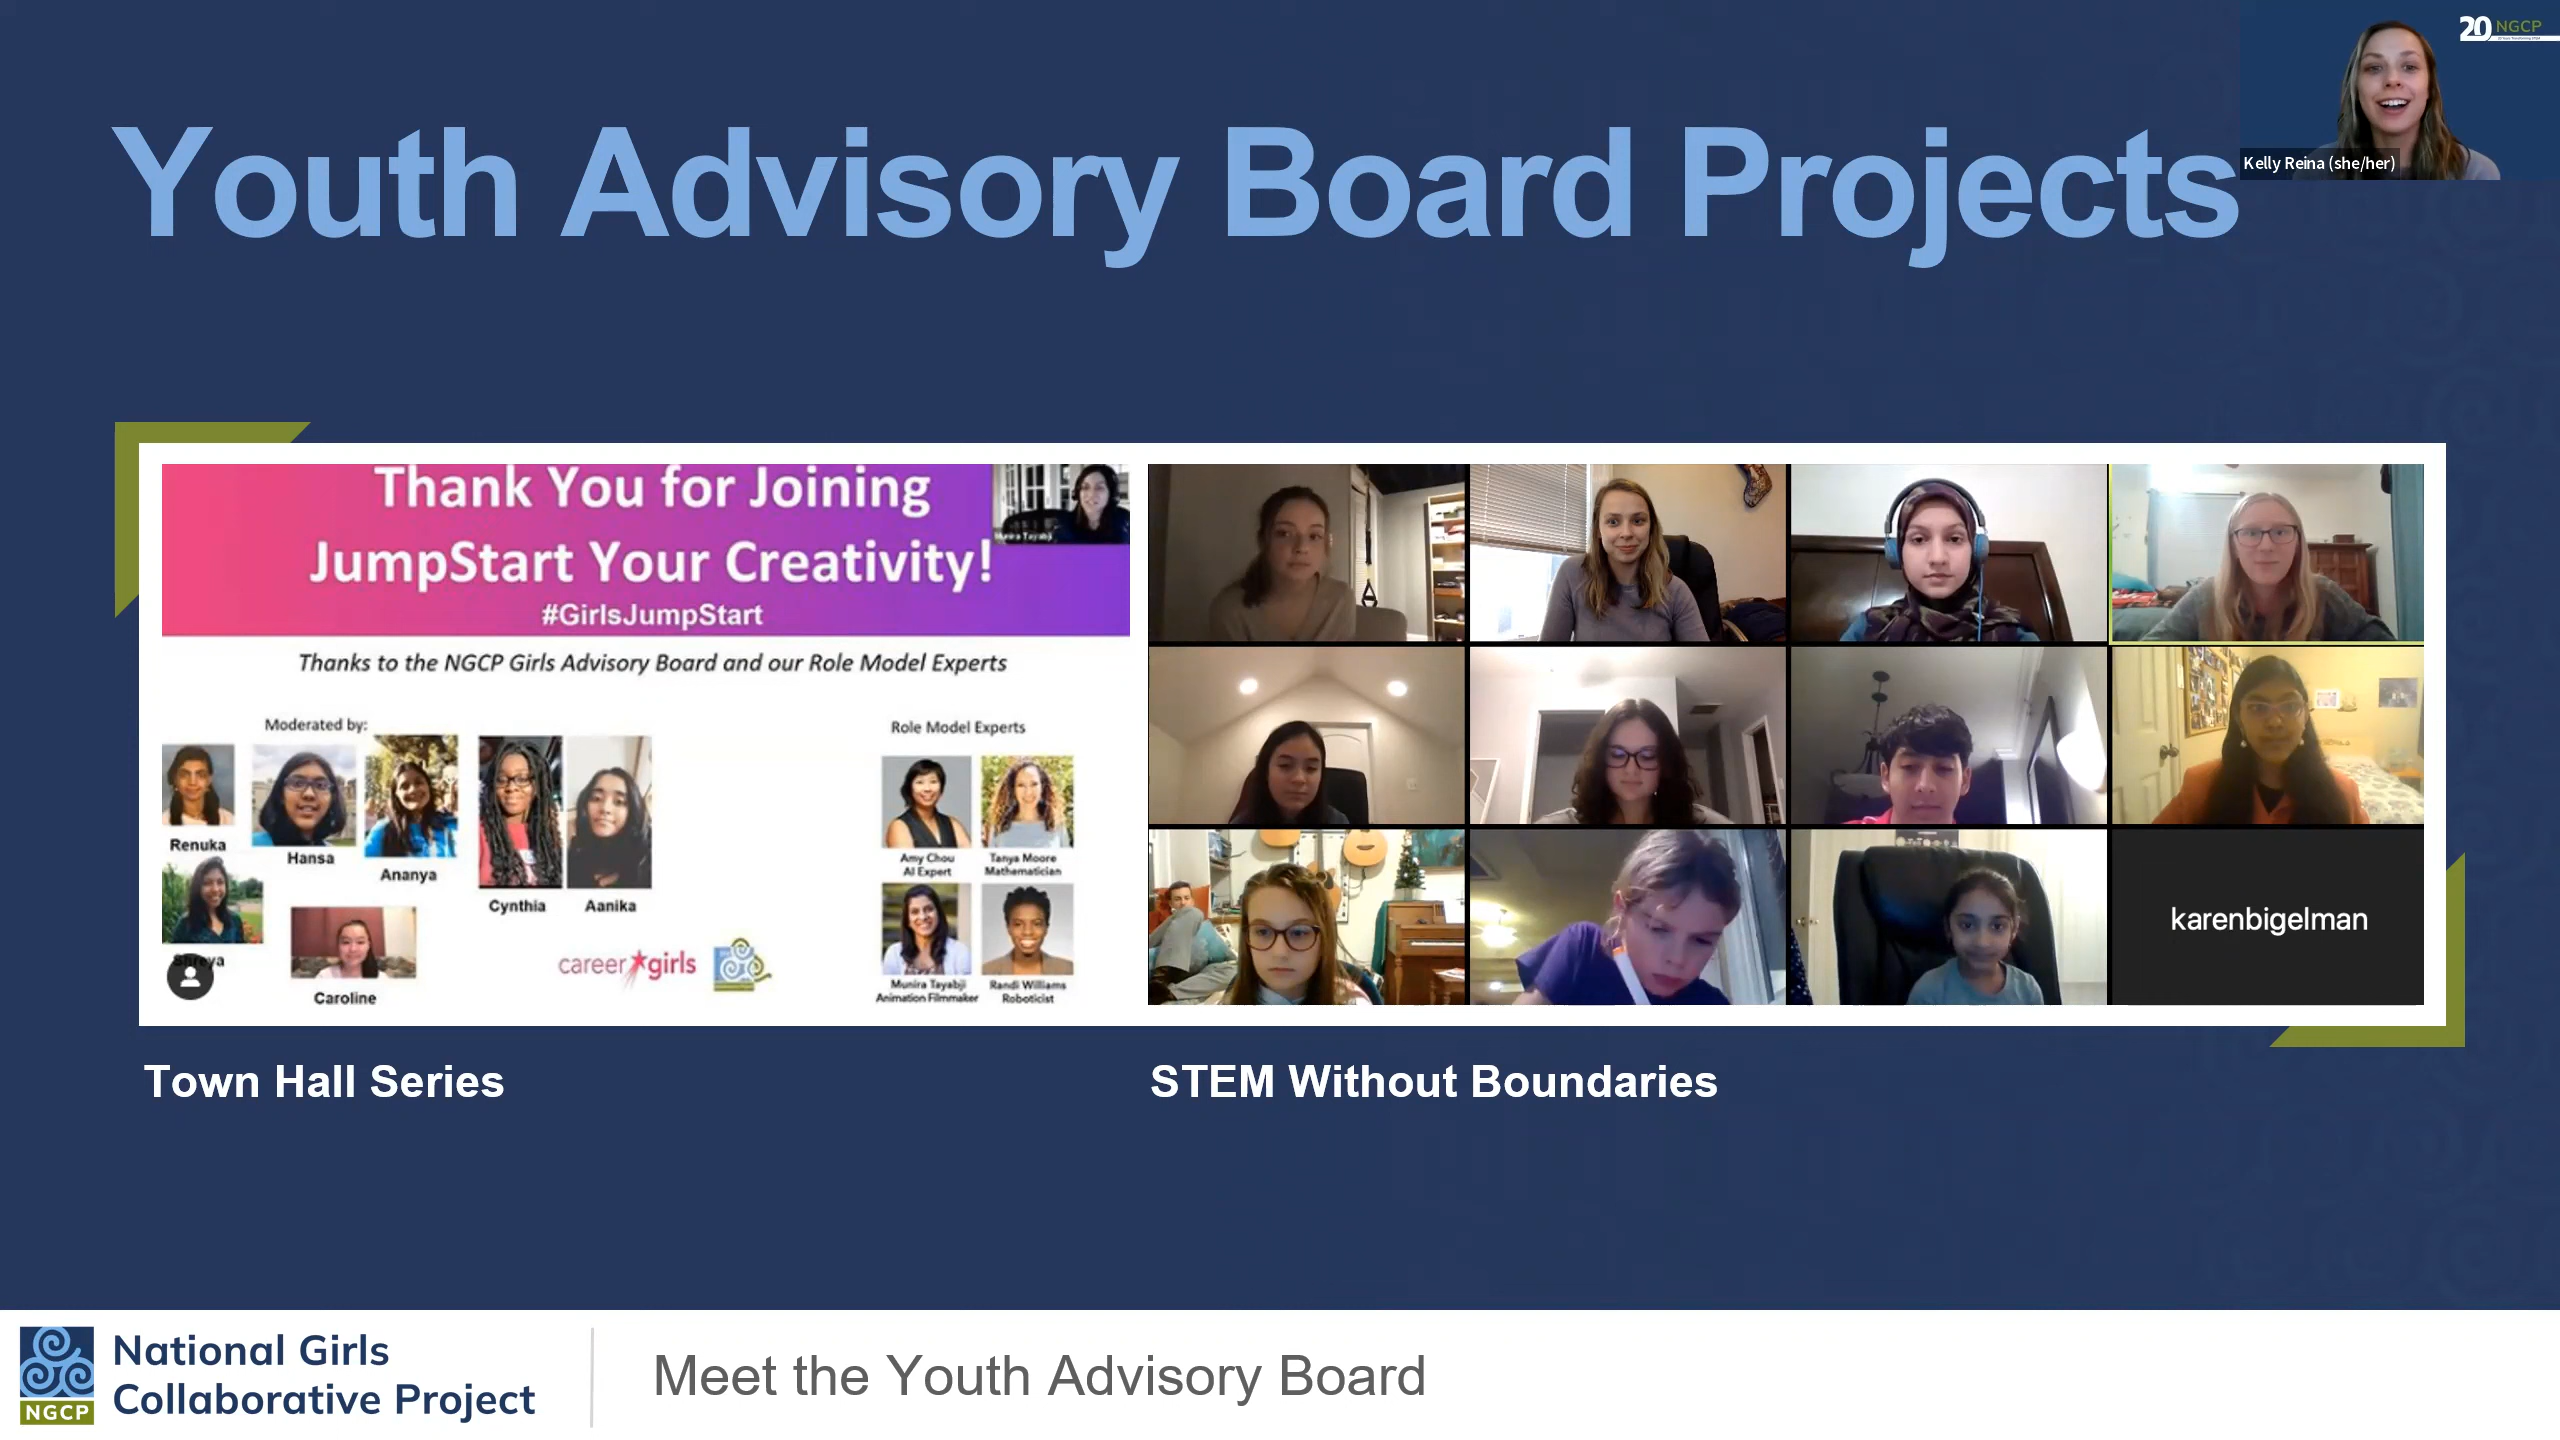 20 NGCP
Kelly Reina (she/her)
Youth Advisory Board Projects
Thank You for Joining
JumpStart Your Creativity!
#GirlsJumpStart
Munira Tayabji
Thanks to the NGCP Girls Advisory Board and our Role Model Experts
Moderated by:
Renuka
Hansa
Ananya
Cynthia
Aanika
Shreya
Caroline
career girls
Role Model Experts
Amy Chou
AI Expert
Tanya Moore
Mathematician
Munira Tayabji
Animation Filmmaker
Randi Williams
Roboticist
karenbigelman
Town Hall Series
STEM Without Boundaries
NGCP
National Girls
Collaborative Project
Meet the Youth Advisory Board